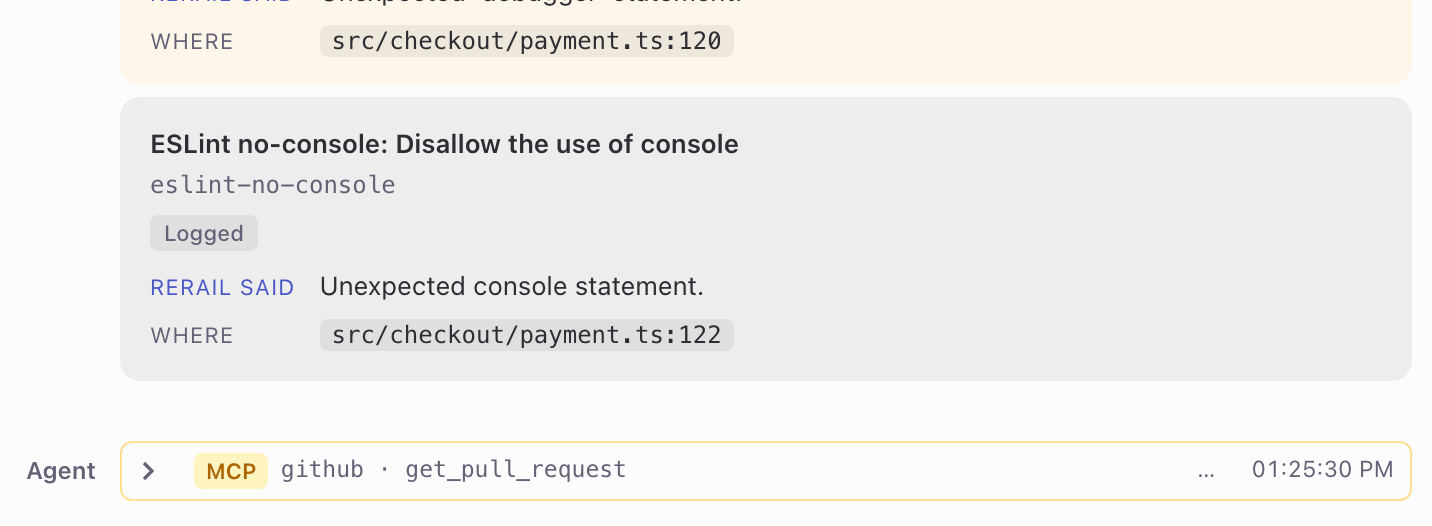 WHERE src/checkout/payment.ts:120
ESLint no-console: Disallow the use of console
eslint-no-console
Logged
RERAIL SAID Unexpected console statement.
WHERE src/checkout/payment.ts:122
Agent MCP github · get_pull_request ... 01:25:30 PM